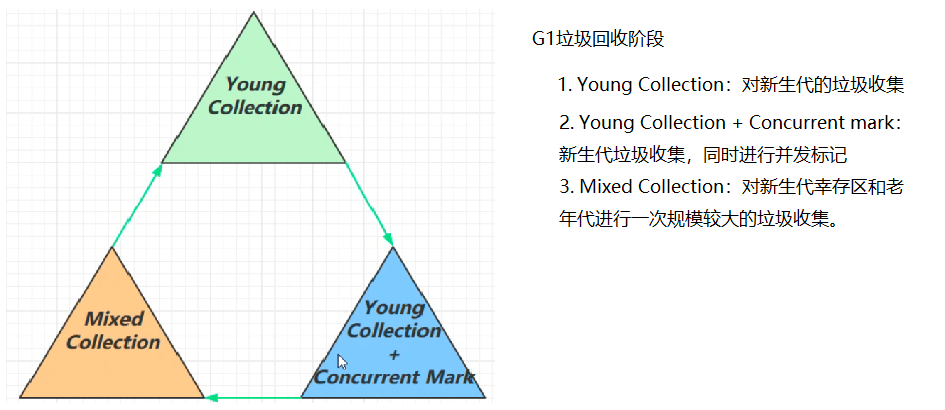 Young
Collection
Mixed
Collection
Young
Collection
+
Concurrent Mark
G1垃圾回收阶段
1. Young Collection：对新生代的垃圾收集
2. Young Collection + Concurrent mark：
新生代垃圾收集，同时进行并发标记
3. Mixed Collection：对新生代幸存区和老
年代进行一次规模较大的垃圾收集。